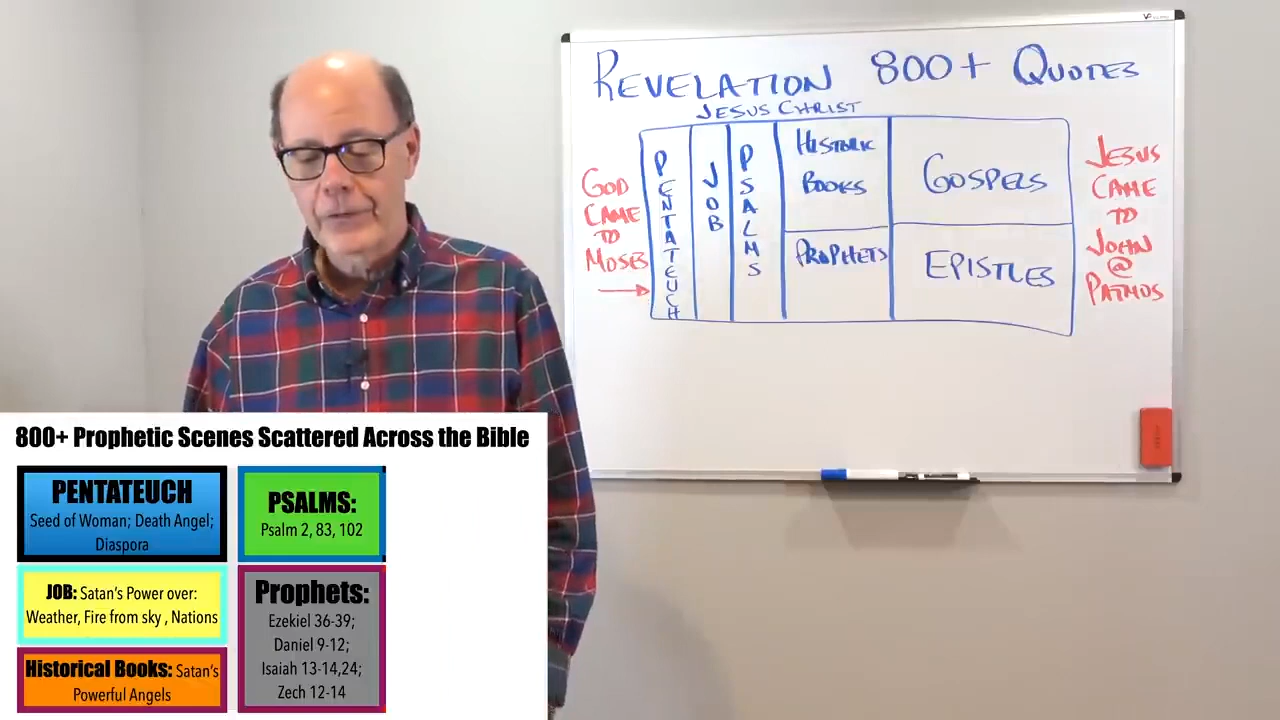 REVELATION 800+ QUOTES
JESUS CHRIST
GOD
CAME
TO
MOSES
PENTATEUCH
JOB
PSALMS
HISTORIC
BOOKS
PROPHETS
GOSPELS
EPISTLES
JESUS
CAME
TO
JOHN
@
PATMOS
800+ Prophetic Scenes Scattered Across the Bible
PENTATEUCH
Seed of Woman; Death Angel;
Diaspora
JOB: Satan's Power over:
Weather, Fire from sky , Nations
Historical Books: Satan's
Powerful Angels
PSALMS:
Psalm 2, 83, 102
Prophets:
Ezekiel 36-39;
Daniel 9-12;
Isaiah 13-14,24;
Zech 12-14